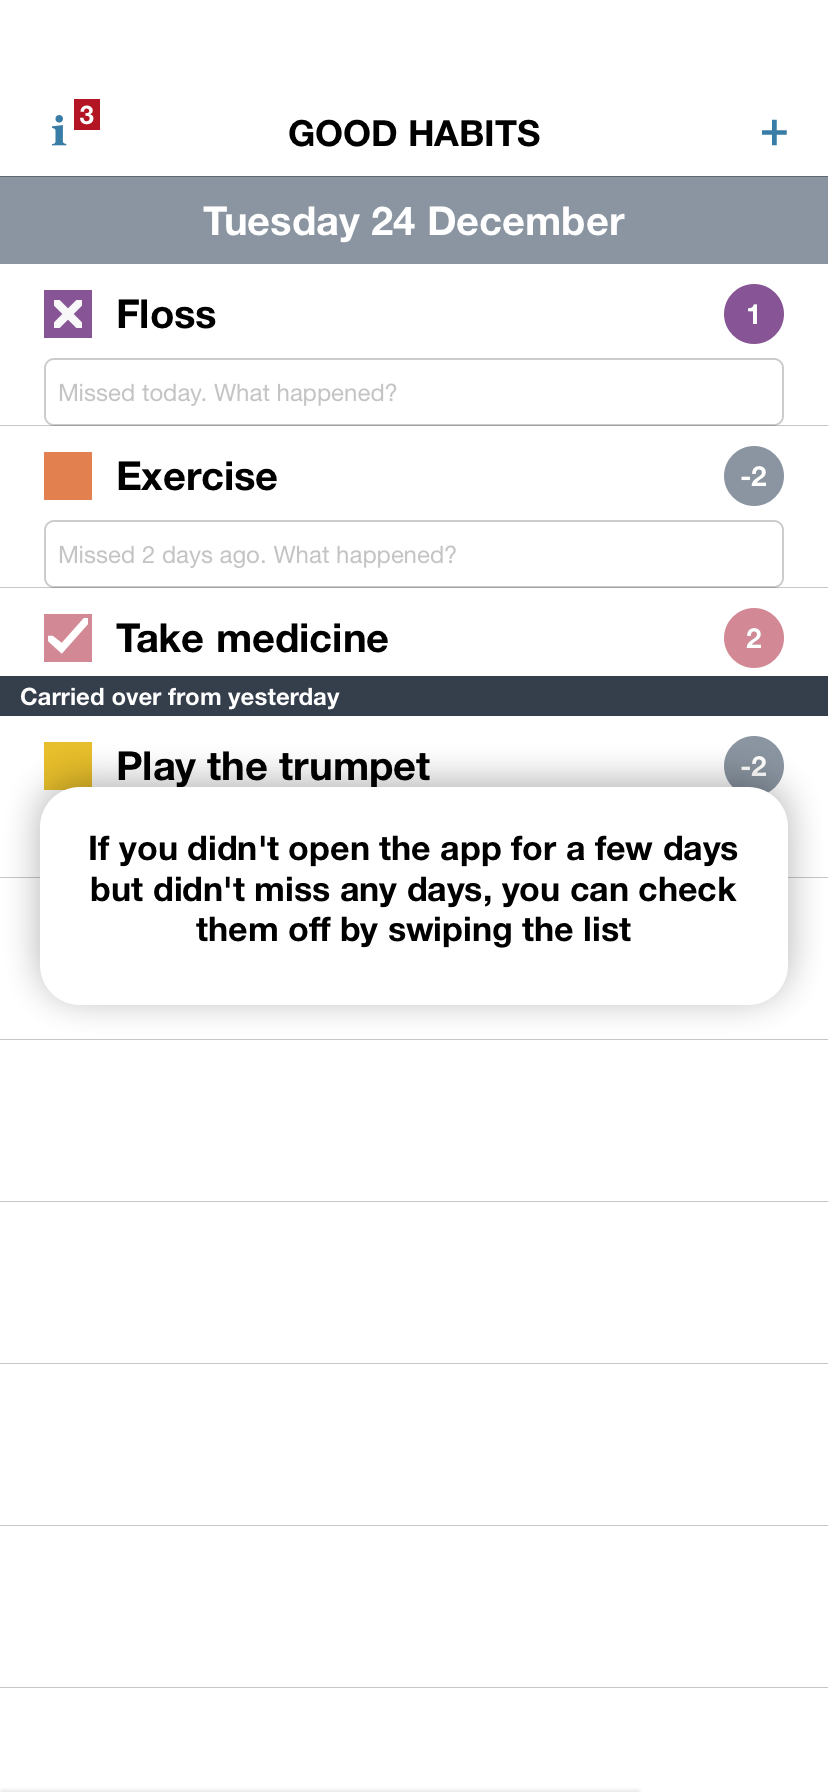 i 3
GOOD HABITS
+
Tuesday 24 December
Floss
1
Missed today. What happened?
Exercise
-2
Missed 2 days ago. What happened?
Take medicine
2
Carried over from yesterday
Play the trumpet
-2
If you didn't open the app for a few days
but didn't miss any days, you can check
them off by swiping the list